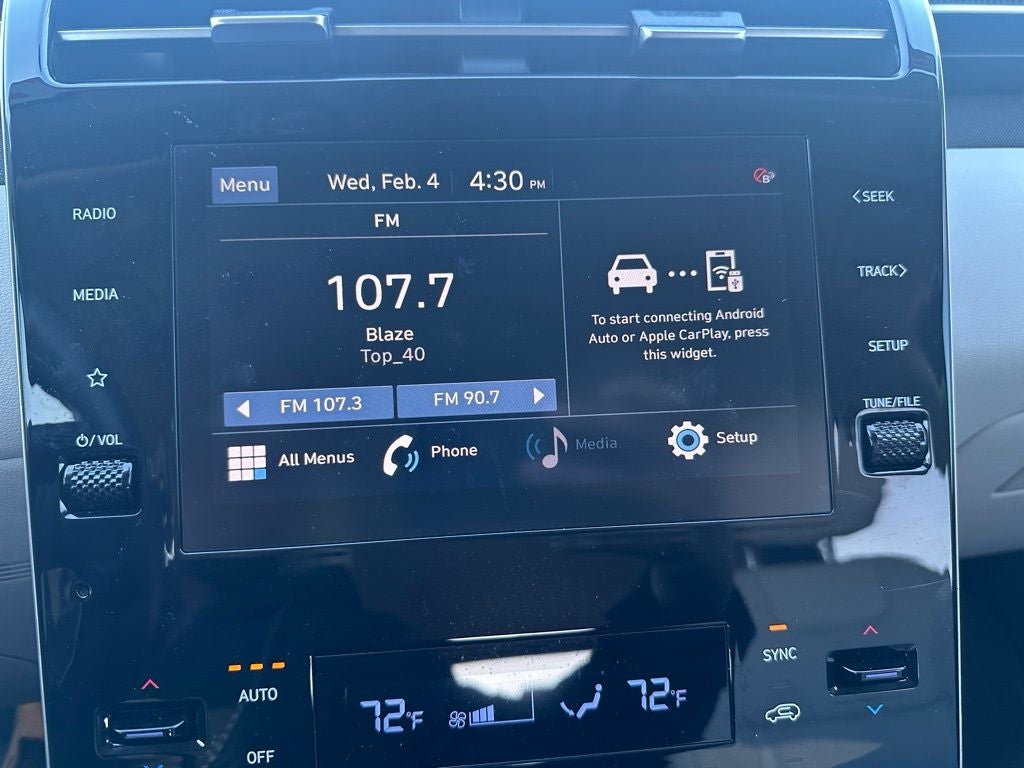 Menu Wed, Feb. 4 4:30 PM
FM
107.7
Blaze
Top_40
FM 107.3 FM 90.7
To start connecting Android
Auto or Apple CarPlay, press
this widget.
All Menus Phone Media Setup
RADIO
MEDIA
⏻/VOL
<SEEK
TRACK>
SETUP
TUNE/FILE
AUTO
OFF
72°F 72°F
SYNC